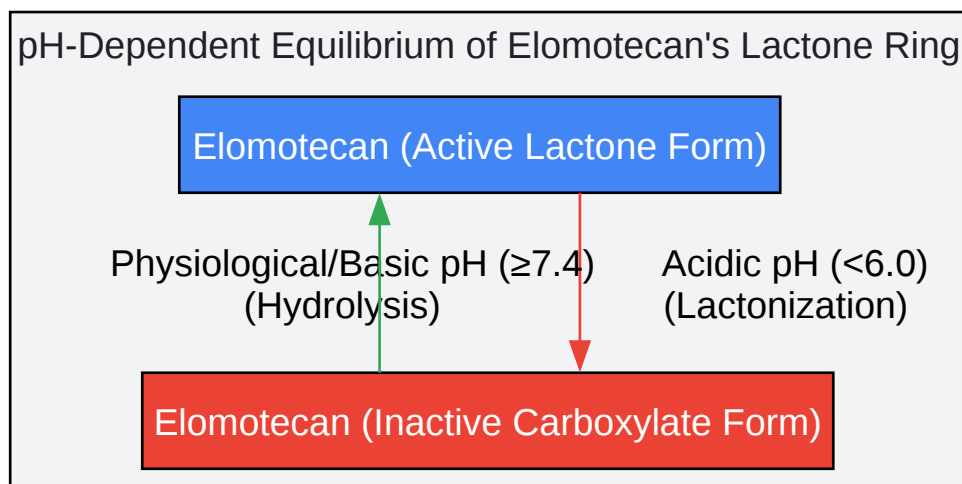 pH-Dependent Equilibrium of Elomotecan's Lactone Ring
Elomotecan (Active Lactone Form)
Physiological/Basic pH (≥7.4)
(Hydrolysis)
Acidic pH (<6.0)
(Lactonization)
Elomotecan (Inactive Carboxylate Form)